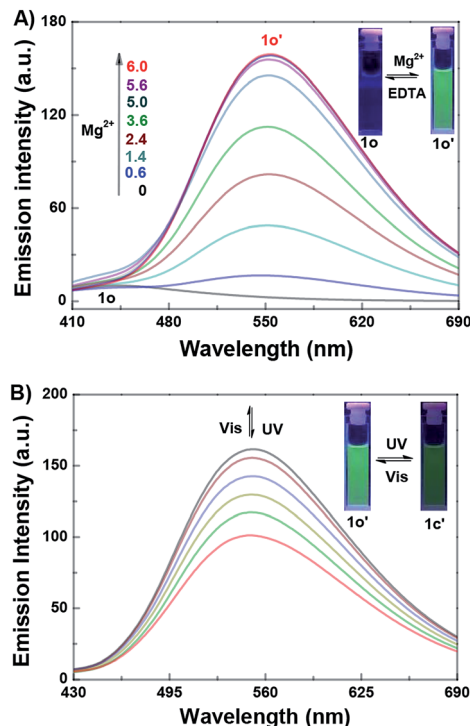 A)
180
120
60
0
Emission intensity (a.u.)
Mg²⁺
6.0
5.6
5.0
3.6
2.4
1.4
0.6
0
1o'
1o
Mg²⁺
EDTA
1o
1o'
410
480
550
620
690
Wavelength (nm)
B)
200
150
100
50
0
Emission Intensity (a.u.)
Vis
UV
UV
Vis
1o'
1c'
430
495
560
625
690
Wavelength (nm)